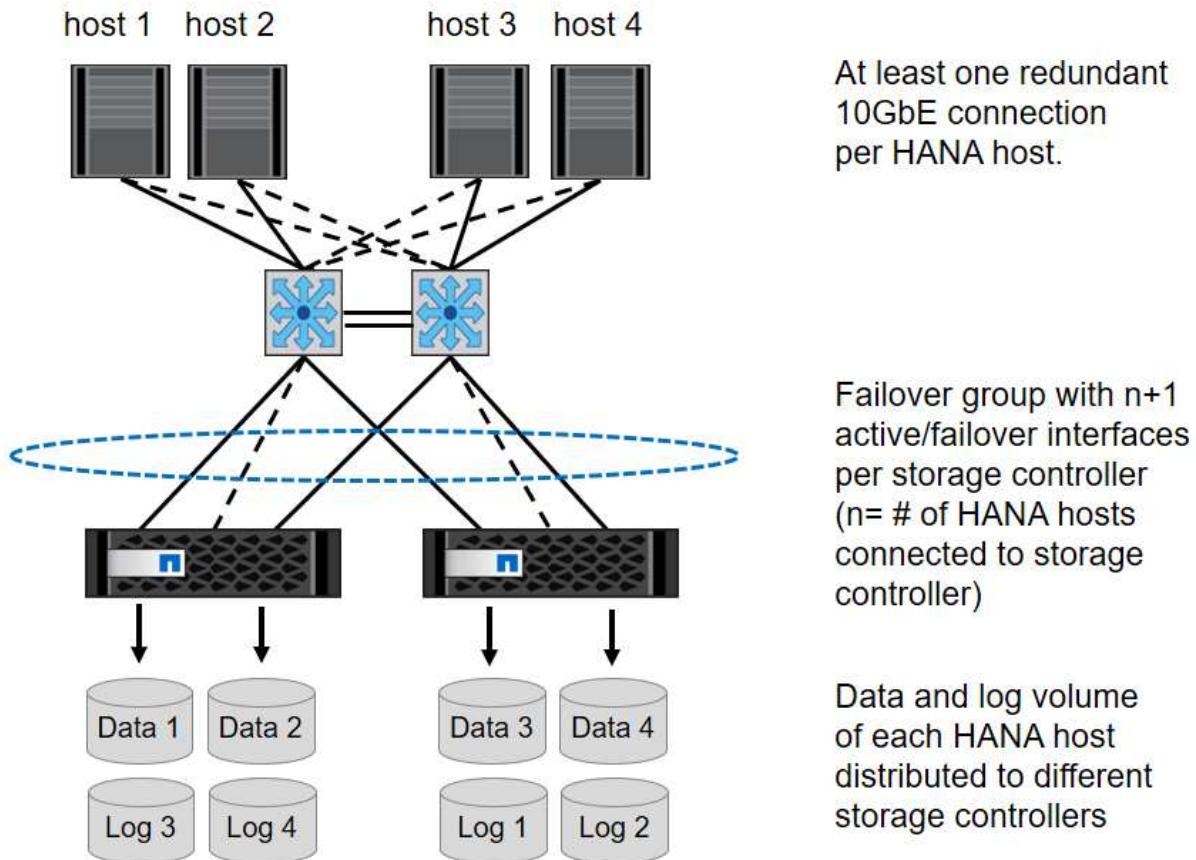 host 1 host 2 host 3 host 4
At least one redundant
10GbE connection
per HANA host.
Failover group with n+1
active/failover interfaces
per storage controller
(n= # of HANA hosts
connected to storage
controller)
Data 1 Data 2 Data 3 Data 4
Log 3 Log 4 Log 1 Log 2
Data and log volume
of each HANA host
distributed to different
storage controllers